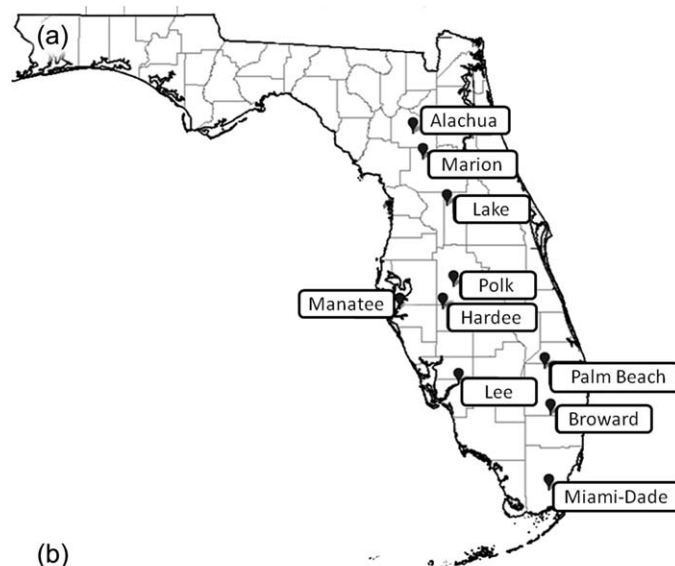 (a)
Alachua
Marion
Lake
Polk
Manatee
Hardee
Palm Beach
Lee
Broward
Miami-Dade
(b)